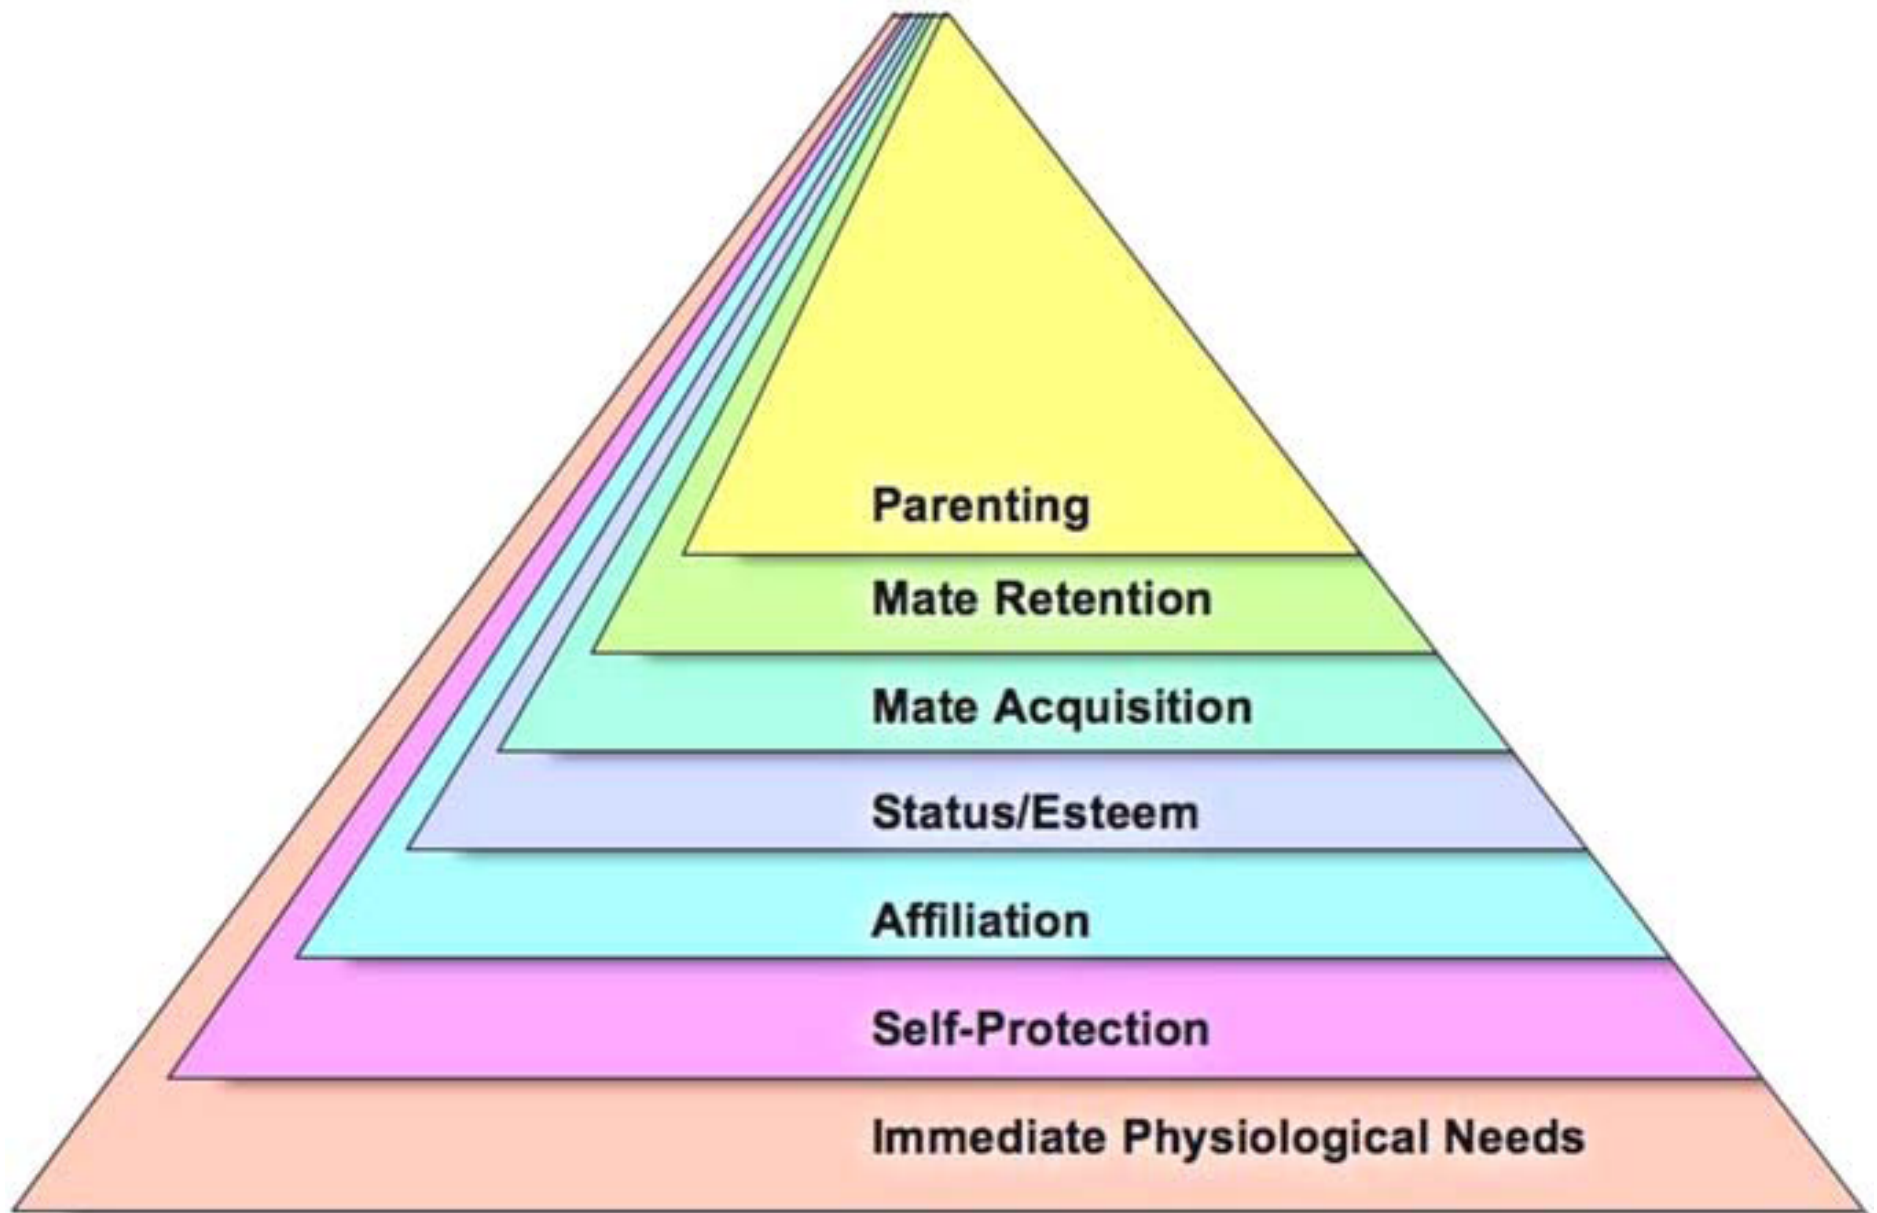 Parenting
Mate Retention
Mate Acquisition
Status/Esteem
Affiliation
Self-Protection
Immediate Physiological Needs